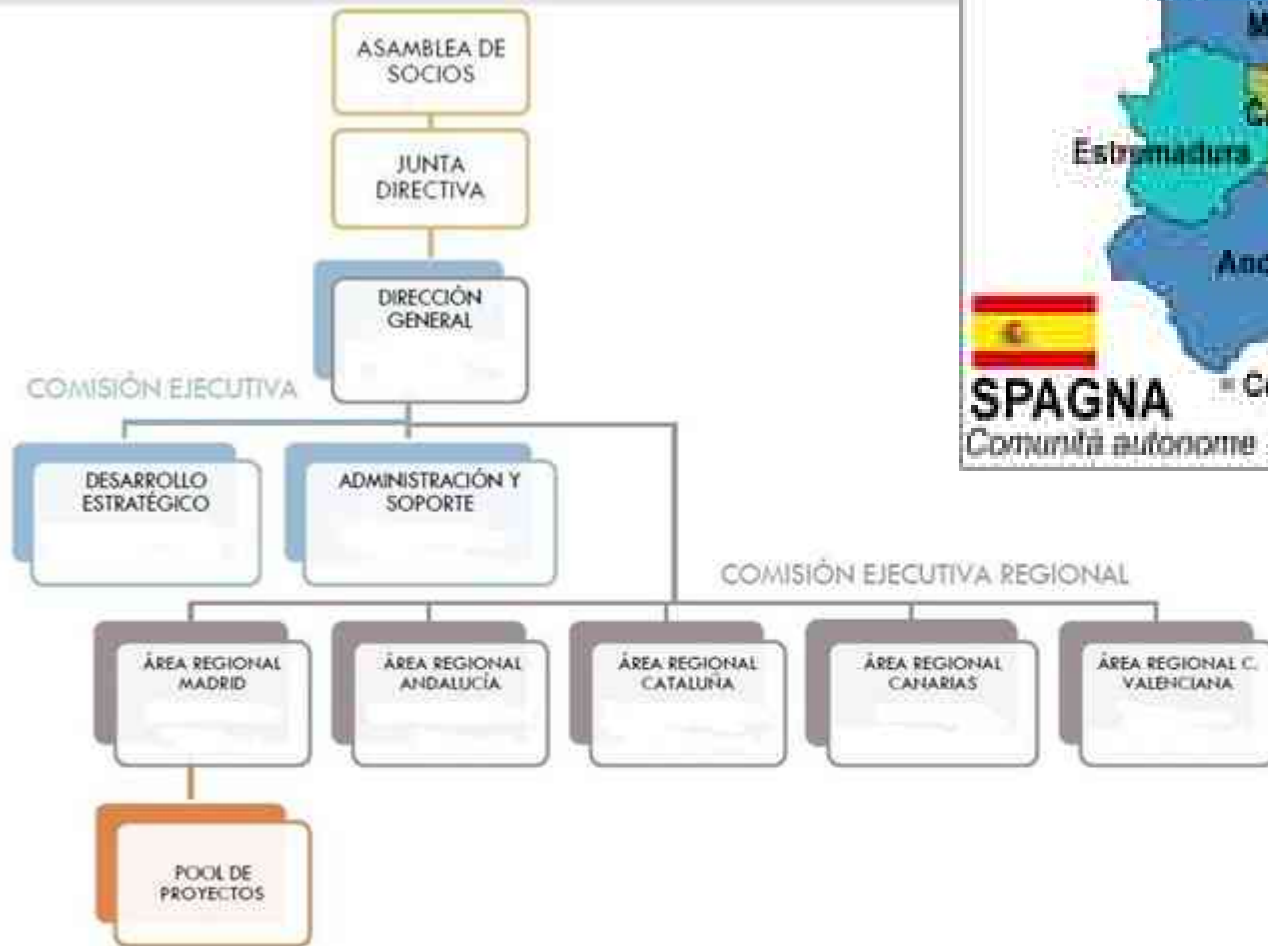 ASAMBLEA DE
SOCIOS
JUNTA
DIRECTIVA
DIRECCIÓN
GENERAL
COMISIÓN EJECUTIVA
DESARROLLO
ESTRATÉGICO
ADMINISTRACIÓN Y
SOPORTE
COMISIÓN EJECUTIVA REGIONAL
ÁREA REGIONAL
MADRID
ÁREA REGIONAL
ANDALUCÍA
ÁREA REGIONAL
CATALUÑA
ÁREA REGIONAL
CANARIAS
ÁREA REGIONAL C.
VALENCIANA
POOL DE
PROYECTOS
Estremadura
SPAGNA
Comunità autonome